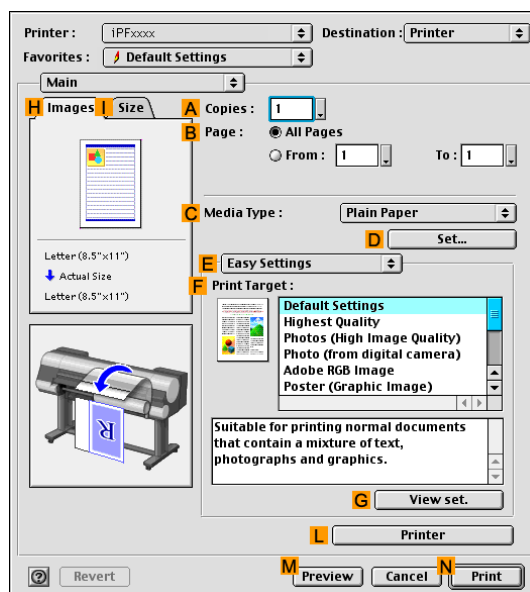 Printer : iPFxxxx Destination : Printer
Favorites : Default Settings
Main
H Images I Size
A Copies : 1
B Page : All Pages
From : 1 To : 1
C Media Type : Plain Paper
D Set...
Letter (8.5"x11")
Actual Size
Letter (8.5"x11")
E Easy Settings
F Print Target :
Default Settings
Highest Quality
Photos (High Image Quality)
Photo (from digital camera)
Adobe RGB Image
Poster (Graphic Image)
R
Suitable for printing normal documents
that contain a mixture of text,
photographs and graphics.
G View set.
L Printer
? Revert M Preview Cancel N Print